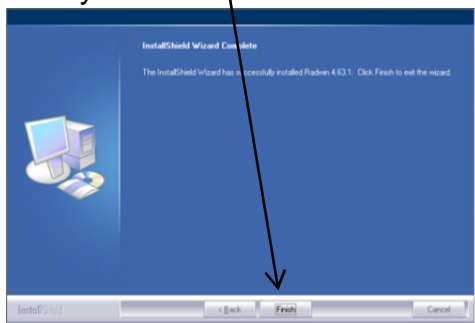 InstallShield Wizard Complete
The InstallShield Wizard has successfully installed Radwin 4.63.1. Click Finish to exit the wizard.
InstallShield
< Back
Finish
Cancel